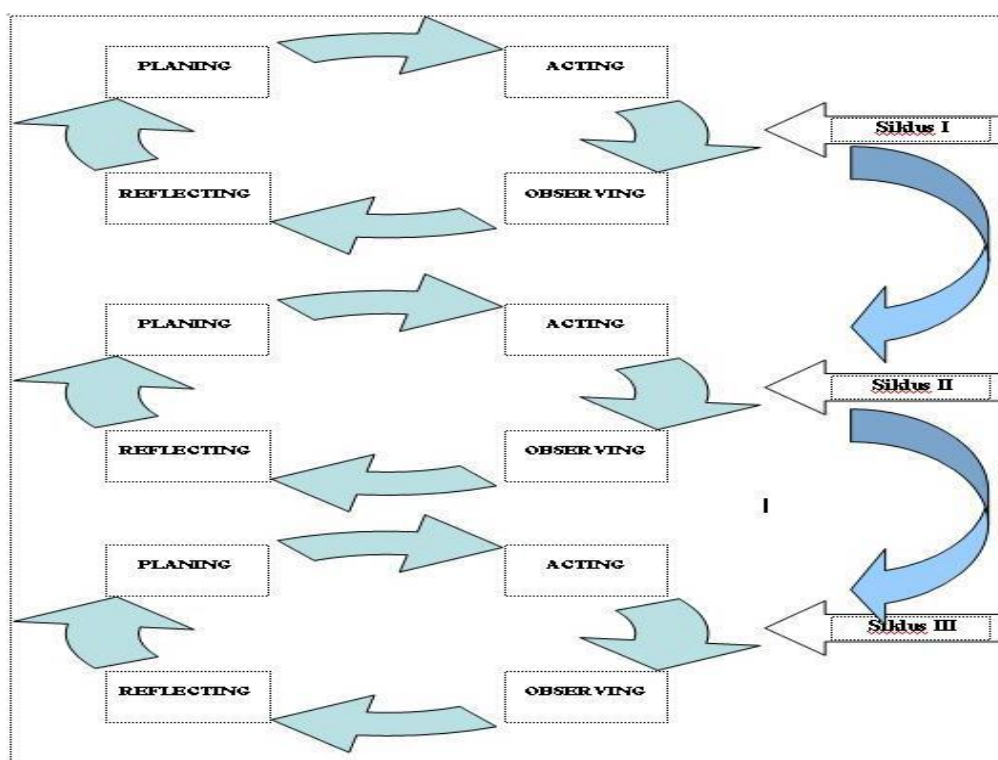 PLANING
ACTING
Siklus I
REFLECTING
OBSERVING
PLANING
ACTING
Siklus II
REFLECTING
OBSERVING
I
PLANING
ACTING
Siklus III
REFLECTING
OBSERVING